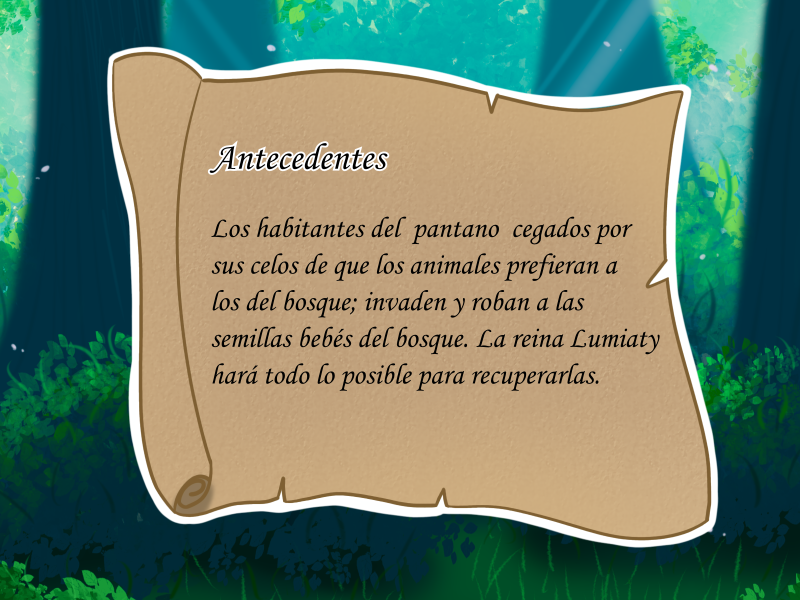 Antecedentes
Los habitantes del pantano cegados por
sus celos de que los animales prefieran a
los del bosque; invaden y roban a las
semillas bebés del bosque. La reina Lumiaty
hará todo lo posible para recuperarlas.